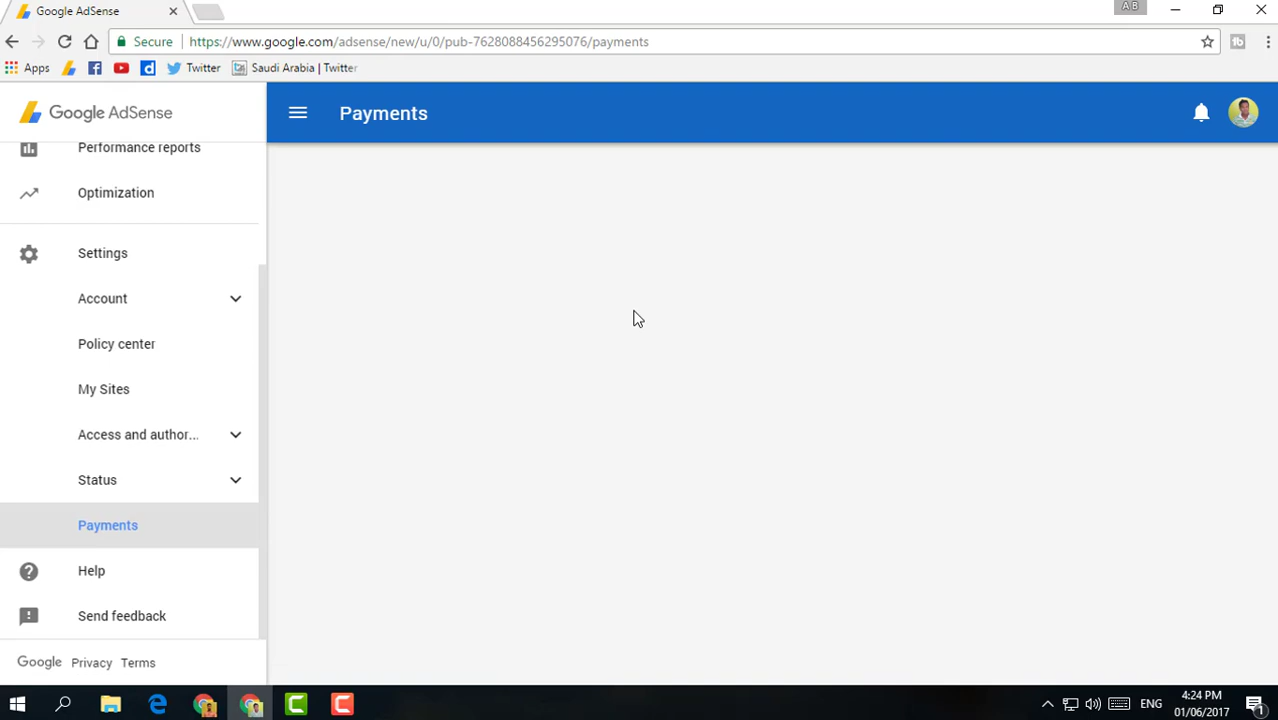 Google AdSense
A B
Secure https://www.google.com/adsense/new/u/0/pub-7628088456295076/payments
Apps Twitter Saudi Arabia | Twitter
Google AdSense
Payments
Performance reports
Optimization
Settings
Account
Policy center
My Sites
Access and author...
Status
Payments
Help
Send feedback
Google Privacy Terms
ENG
4:24 PM
01/06/2017
1